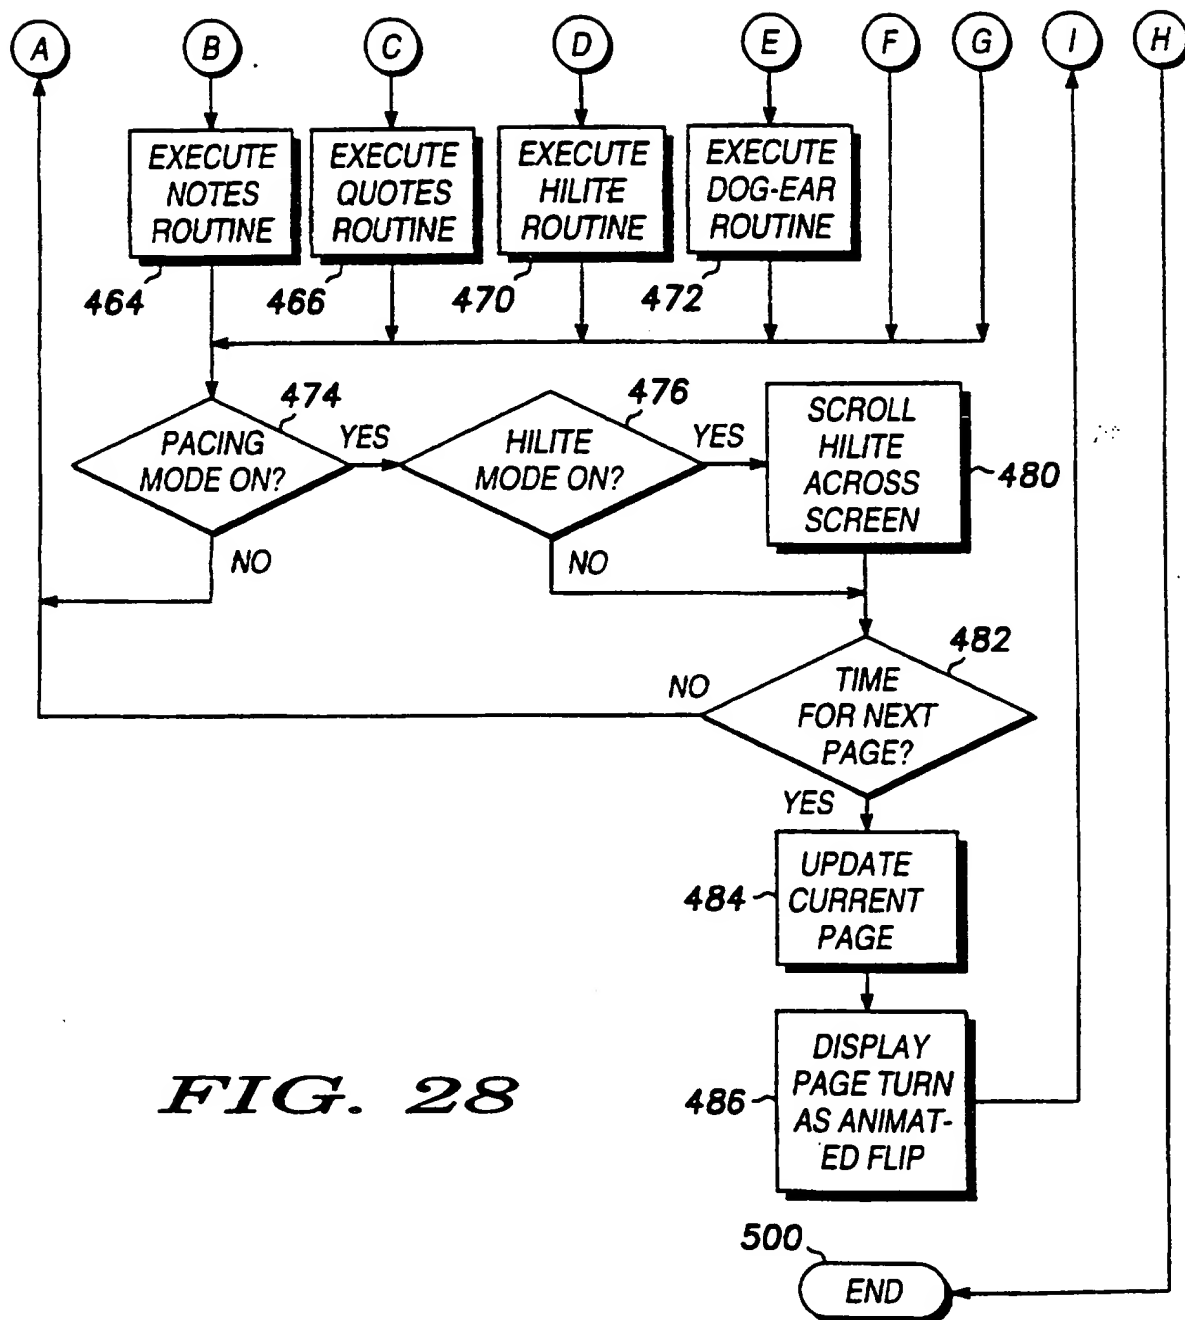 A B C D E F G I H
EXECUTE
NOTES
ROUTINE
464
EXECUTE
QUOTES
ROUTINE
466
EXECUTE
HILITE
ROUTINE
470
EXECUTE
DOG-EAR
ROUTINE
472
PACING
MODE ON?
474
YES
NO
HILITE
MODE ON?
476
YES
NO
SCROLL
HILITE
ACROSS
SCREEN
480
TIME
FOR NEXT
PAGE?
482
NO
YES
UPDATE
CURRENT
PAGE
484
DISPLAY
PAGE TURN
AS ANIMAT-
ED FLIP
486
FIG. 28
500
END